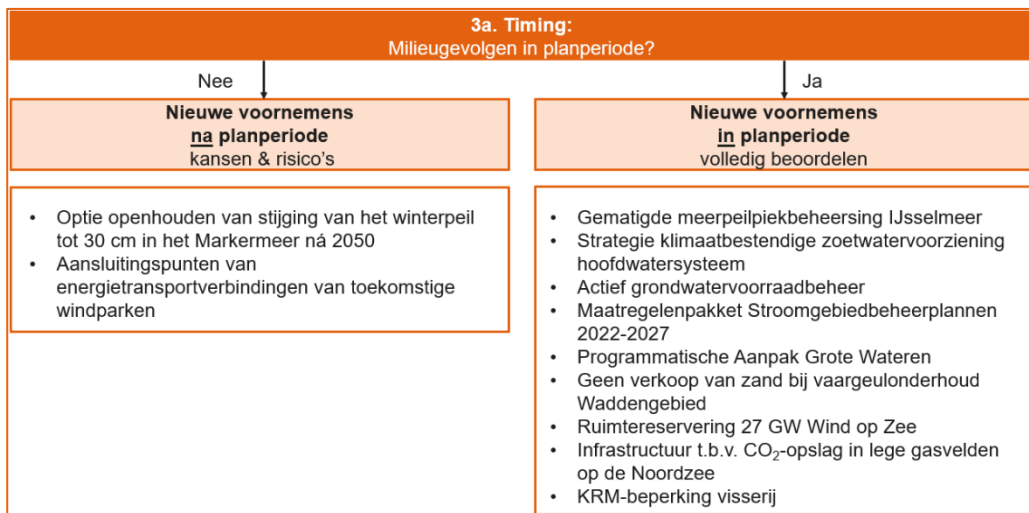 3a. Timing:
Milieugevolgen in planperiode?
Nee
Ja
Nieuwe voornemens
na planperiode
kansen & risico's
Nieuwe voornemens
in planperiode
volledig beoordelen
• Optie openhouden van stijging van het winterpeil
tot 30 cm in het Markermeer ná 2050
• Aansluitingspunten van
energietransportverbindingen van toekomstige
windparken
• Gematigde meerpeilpiekbeheersing IJsselmeer
• Strategie klimaatbestendige zoetwatervoorziening
hoofdwatersysteem
• Actief grondwatervoorraadbeheer
• Maatregelenpakket Stroomgebiedbeheerplannen
2022-2027
• Programmatische Aanpak Grote Wateren
• Geen verkoop van zand bij vaargeulonderhoud
Waddengebied
• Ruimtereservering 27 GW Wind op Zee
• Infrastructuur t.b.v. CO₂-opslag in lege gasvelden
op de Noordzee
• KRM-beperking visserij